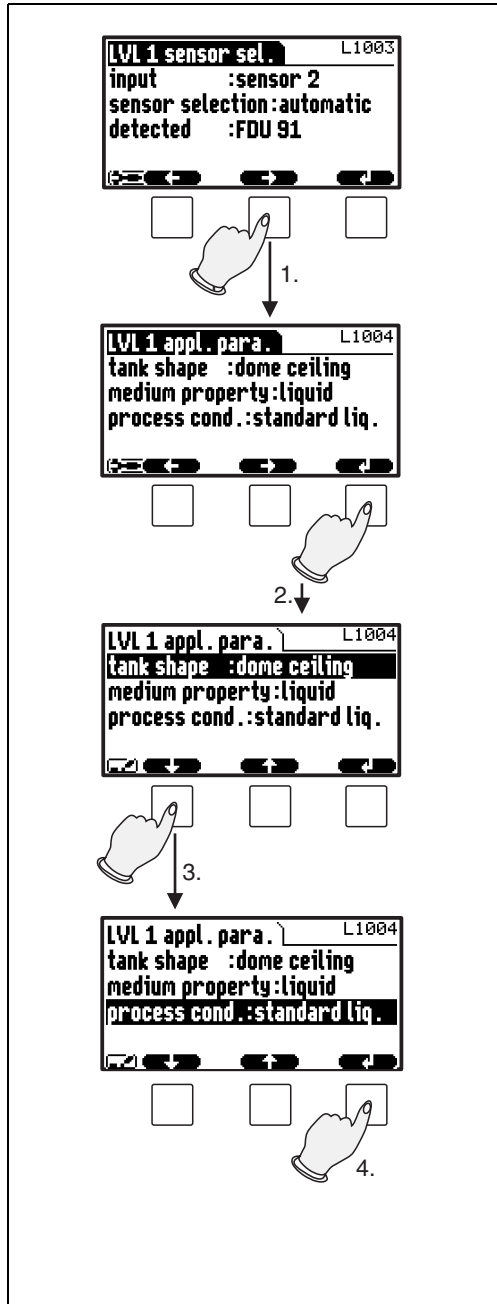 LVL 1 sensor sel. L1003
input :sensor 2
sensor selection:automatic
detected :FDU 91
1.
LVL 1 appl. para. L1004
tank shape :dome ceiling
medium property:liquid
process cond.:standard liq.
2.
LVL 1 appl. para. L1004
tank shape :dome ceiling
medium property:liquid
process cond.:standard liq.
3.
LVL 1 appl. para. L1004
tank shape :dome ceiling
medium property:liquid
process cond.:standard liq.
4.